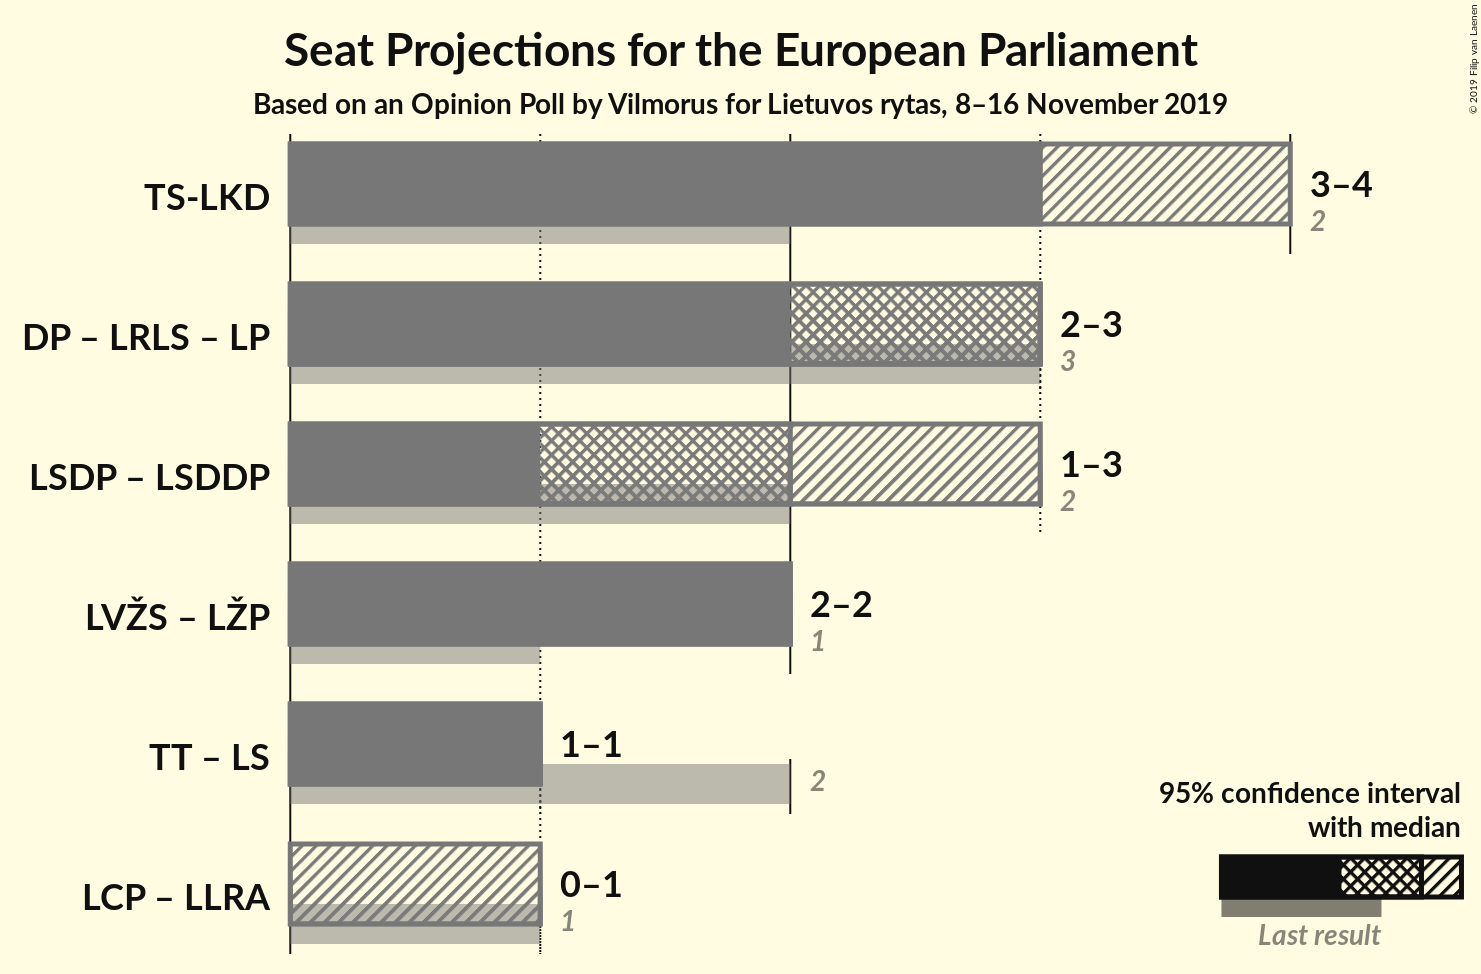 Seat Projections for the European Parliament
Based on an Opinion Poll by Vilmorus for Lietuvos rytas, 8–16 November 2019
© 2019 Filip van Laenen
TS-LKD
3–4
2
DP – LRLS – LP
2–3
3
LSDP – LSDDP
1–3
2
LVŽS – LŽP
2–2
1
TT – LS
1–1
2
LCP – LLRA
0–1
1
95% confidence interval
with median
Last result